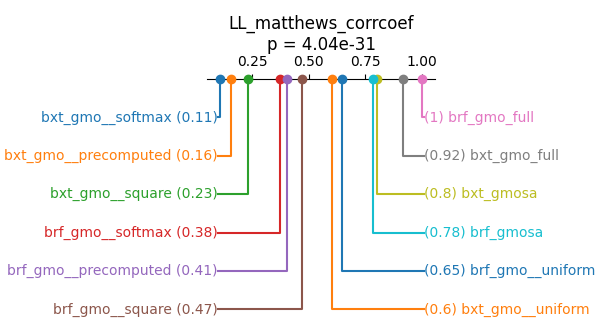 LL_matthews_corrcoef
p = 4.04e-31
0.25 0.50 0.75 1.00
bxt_gmo__softmax (0.11)
(1) brf_gmo_full
bxt_gmo__precomputed (0.16)
(0.92) bxt_gmo_full
bxt_gmo__square (0.23)
(0.8) bxt_gmosa
brf_gmo__softmax (0.38)
(0.78) brf_gmosa
brf_gmo__precomputed (0.41)
(0.65) brf_gmo__uniform
brf_gmo__square (0.47)
(0.6) bxt_gmo__uniform